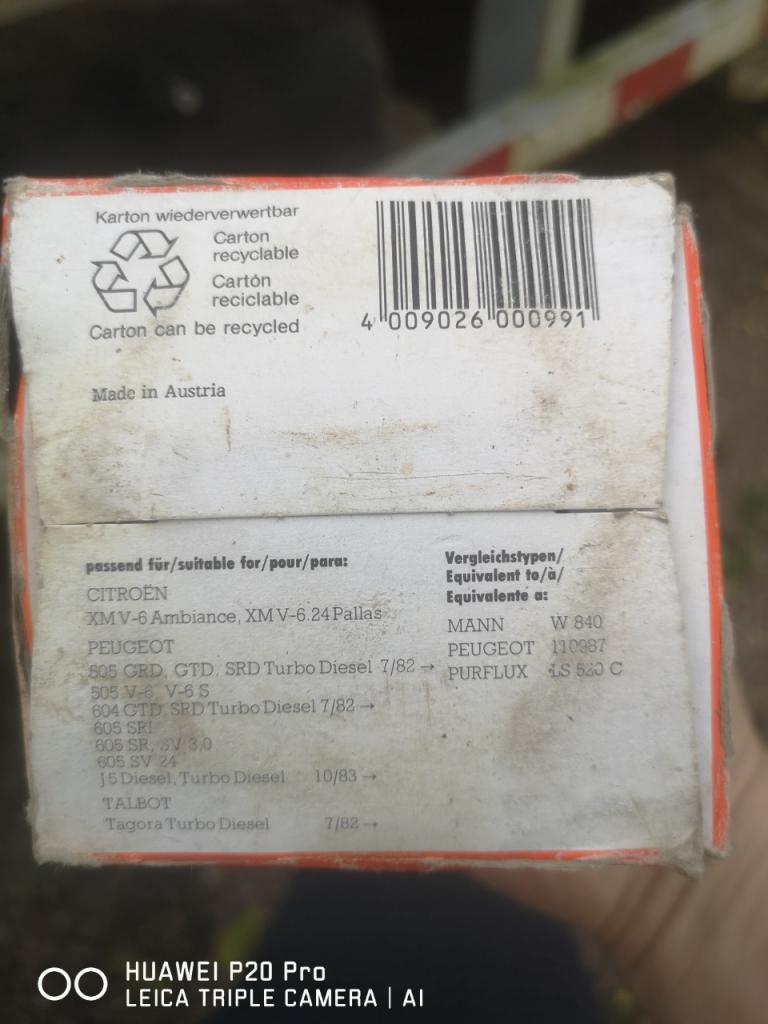 Karton wiederverwertbar
Carton
recyclable
Cartón
reciclable
Carton can be recycled
4 009026 000991
Made in Austria
passend für/suitable for/pour/para:
CITROËN
XM V-6 Ambiance, XM V-6.24 Pallas
PEUGEOT
505 GRD, GTD, SRD Turbo Diesel 7/82 →
505 V-6, V-6 S
604 GTD, SRD Turbo Diesel 7/82 →
605 SRI
605 SR, SV 3,0
605 SV 24
J 5 Diesel, Turbo Diesel 10/83 →
TALBOT
Tagora Turbo Diesel 7/82 →
Vergleichstypen/
Equivalent to/à/
Equivalente a:
MANN W 840
PEUGEOT 110987
PURFLUX LS C
HUAWEI P20 Pro
LEICA TRIPLE CAMERA | AI